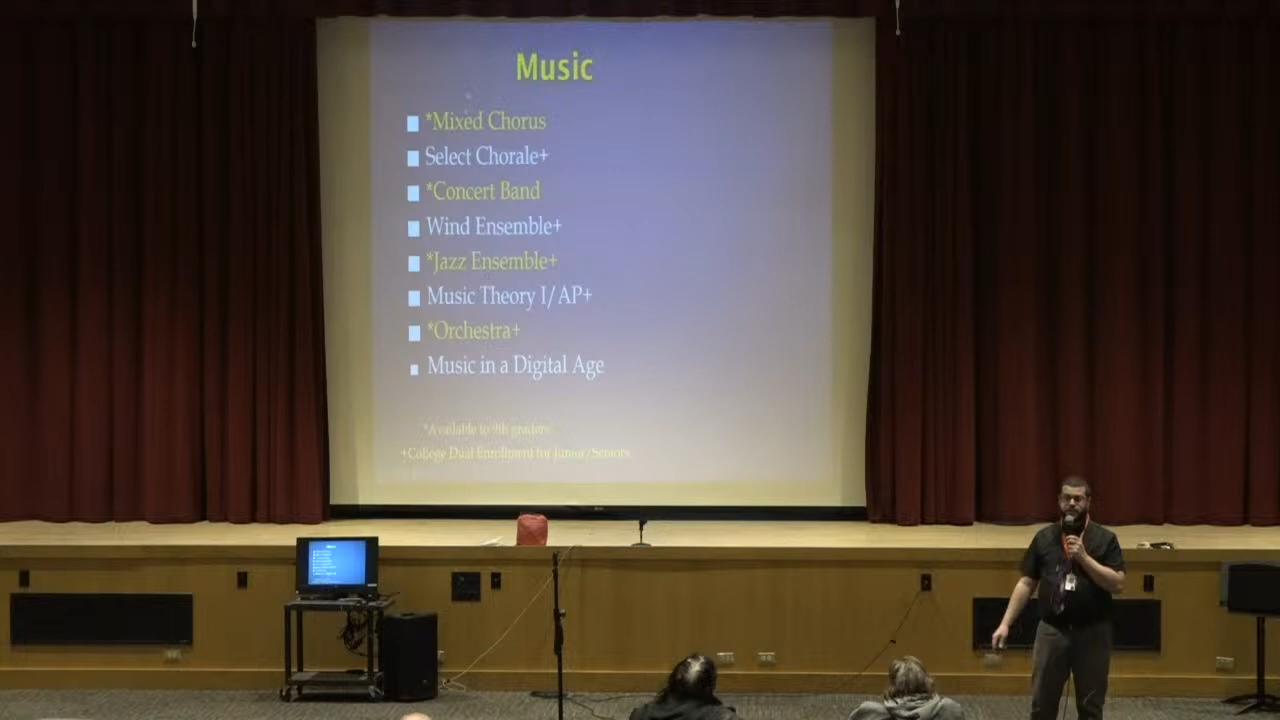 Music
*Mixed Chorus
Select Chorale+
*Concert Band
Wind Ensemble+
*Jazz Ensemble+
Music Theory I/AP+
*Orchestra+
Music in a Digital Age
*Available to 9th graders
+College Dual Enrollment for Junior/Seniors